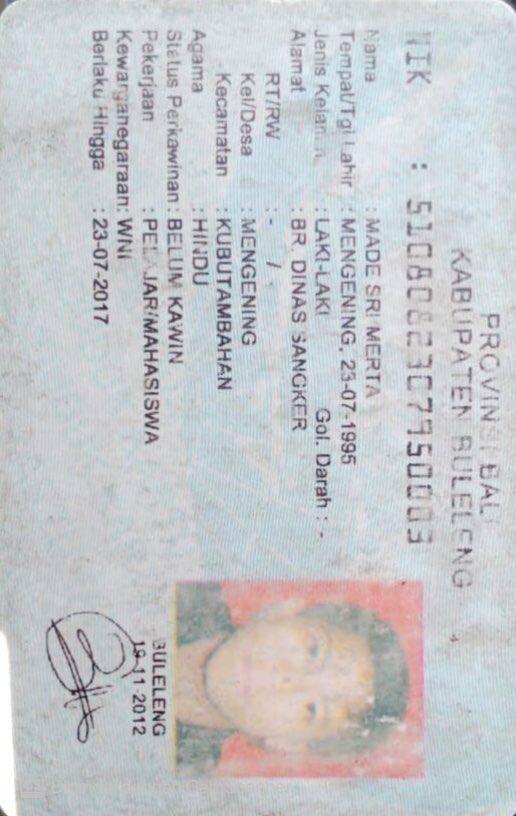 PROVINSI BALI
KABUPATEN BULELENG
NIK : 5108062307950003
Nama : MADE SRI MERTA
Tempat/Tgl Lahir : MENGENING, 23-07-1995
Jenis Kelamin : LAKI-LAKI Gol. Darah : -
Alamat : BR. DINAS SANGKER
RT/RW : - / -
Kel/Desa : MENGENING
Kecamatan : KUBUTAMBAHAN
Agama : HINDU
Status Perkawinan : BELUM KAWIN
Pekerjaan : PELAJAR/MAHASISWA
Kewarganegaraan: WNI
Berlaku Hingga : 23-07-2017
BULELENG
19-11-2012